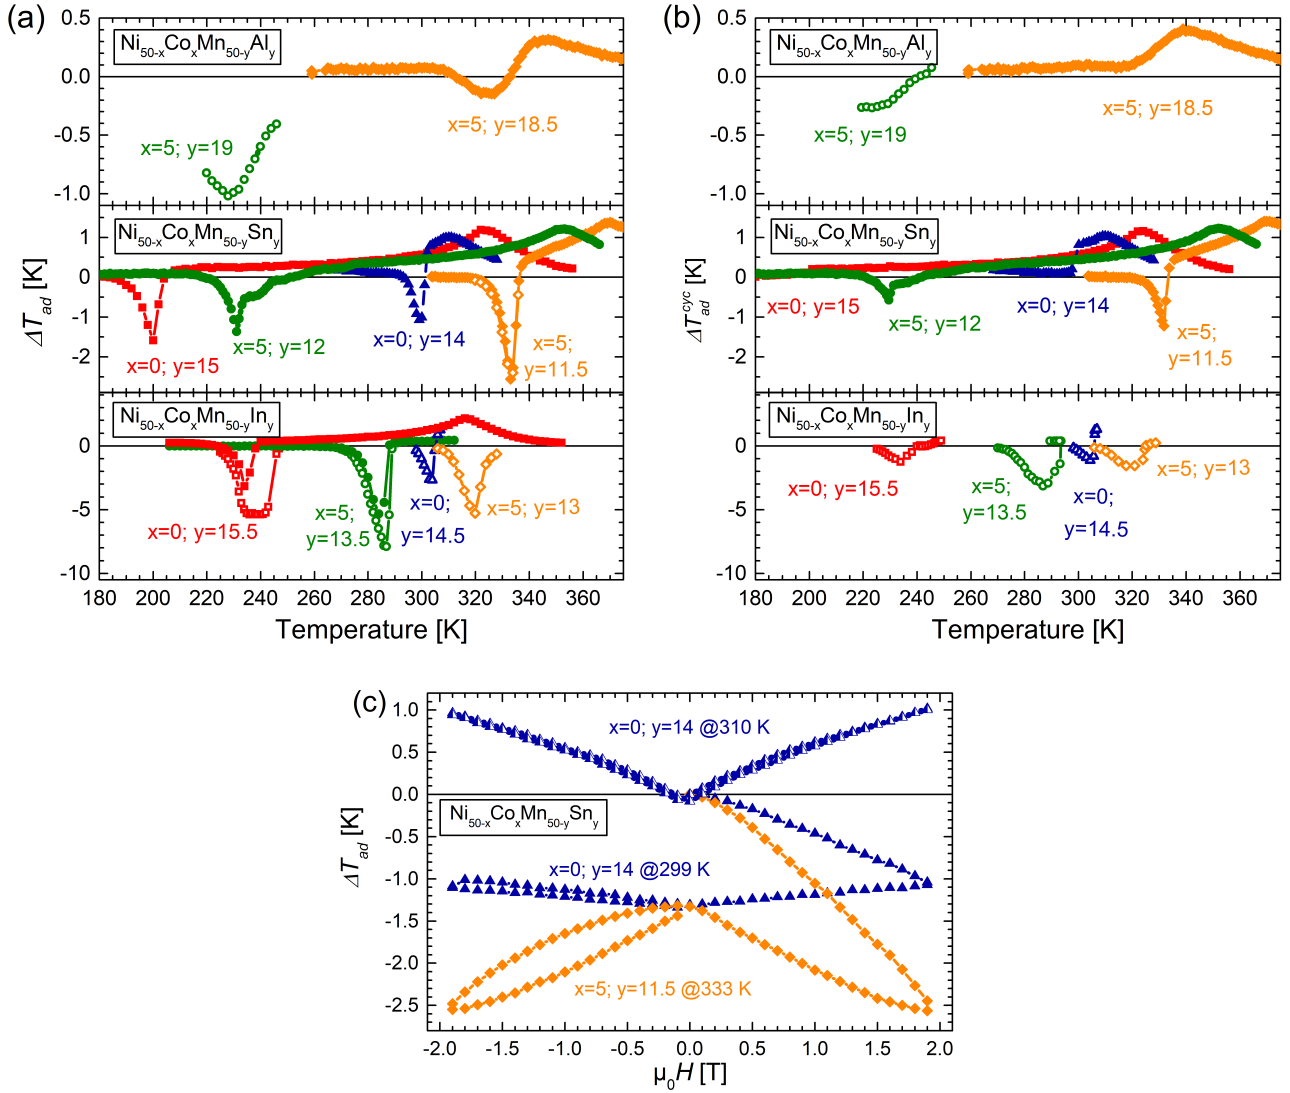 (a)
0.5
0.0
-0.5
-1.0
Ni50-xCoxMn50-yAly
x=5; y=19
x=5; y=18.5
1
0
-1
-2
Ni50-xCoxMn50-ySny
x=0; y=15
x=5; y=12
x=0; y=14
x=5;
y=11.5
0
-5
-10
Ni50-xCoxMn50-yIny
x=0; y=15.5
x=5;
y=13.5
x=0;
y=14.5
x=5; y=13
ΔTad [K]
180 200 220 240 260 280 300 320 340 360
Temperature [K]
(b)
0.5
0.0
-0.5
-1.0
Ni50-xCoxMn50-yAly
x=5; y=19
x=5; y=18.5
1
0
-1
-2
Ni50-xCoxMn50-ySny
x=0; y=15
x=5; y=12
x=0; y=14
x=5;
y=11.5
0
-5
-10
Ni50-xCoxMn50-yIny
x=0; y=15.5
x=5;
y=13.5
x=0;
y=14.5
x=5; y=13
ΔTadcyc [K]
180 200 220 240 260 280 300 320 340 360
Temperature [K]
(c)
1.0
0.5
0.0
-0.5
-1.0
-1.5
-2.0
-2.5
x=0; y=14 @310 K
Ni50-xCoxMn50-ySny
x=0; y=14 @299 K
x=5; y=11.5 @333 K
ΔTad [K]
-2.0 -1.5 -1.0 -0.5 0.0 0.5 1.0 1.5 2.0
μ0H [T]